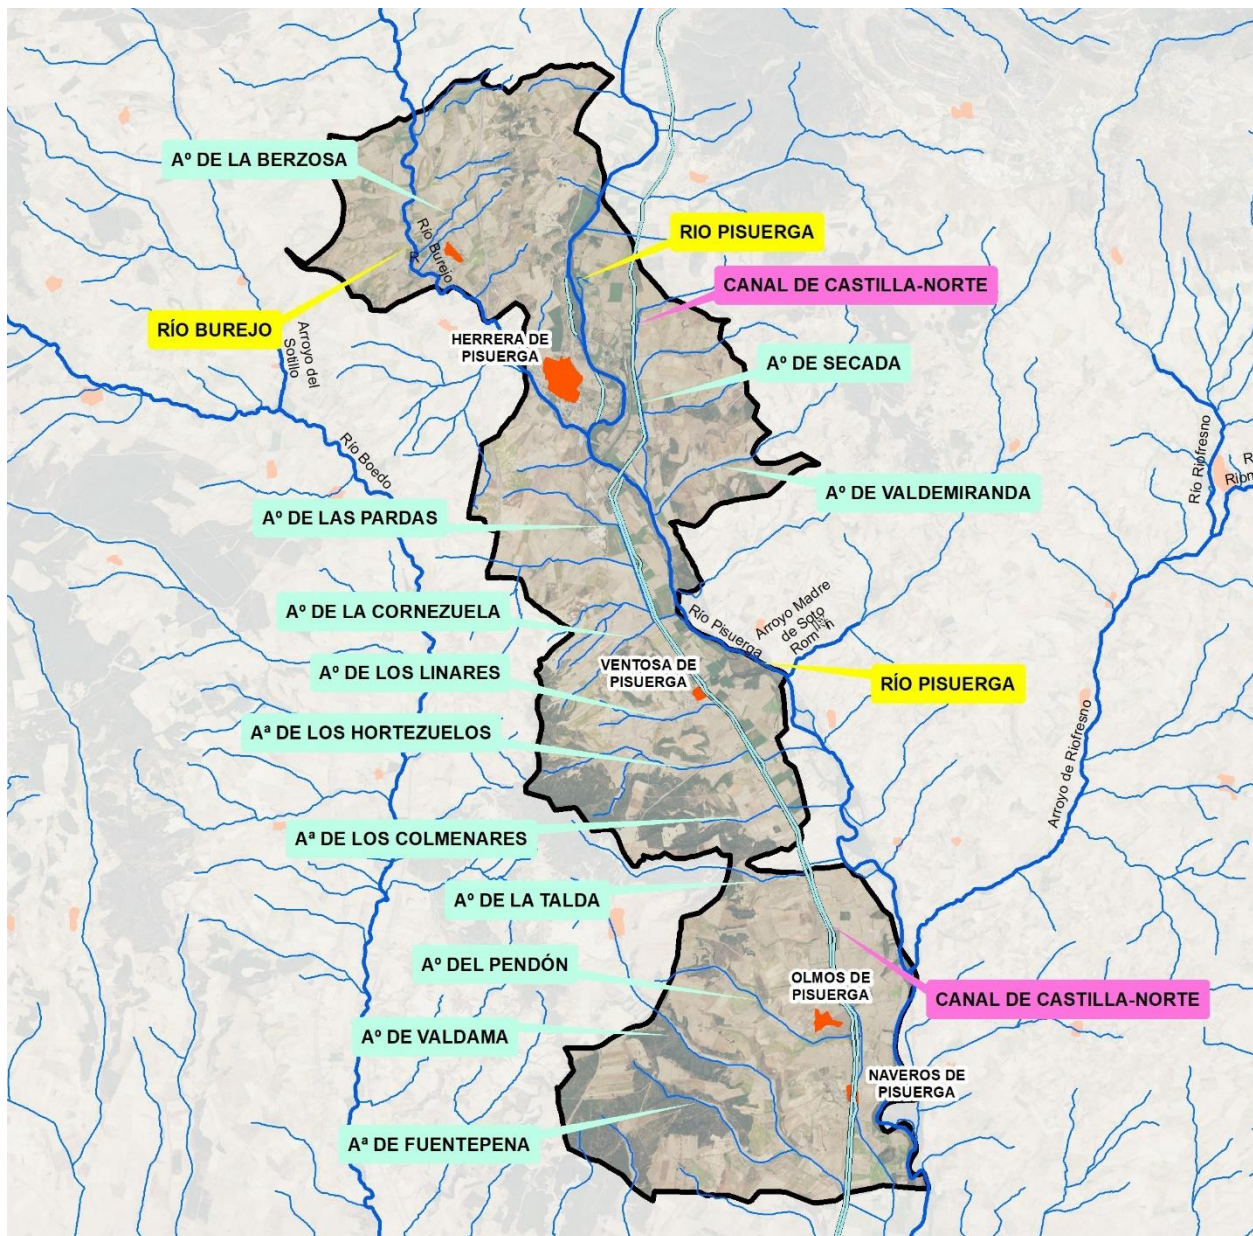 Aº DE LA BERZOSA
Río Burejo
RIO PISUERGA
CANAL DE CASTILLA-NORTE
RÍO BUREJO
Arroyo del
Sotillo
HERRERA DE
PISUERGA
Aº DE SECADA
Río Boedo
Río Riofresno
Aº DE VALDEMIRANDA
Aº DE LAS PARDAS
Aº DE LA CORNEZUELA
Río Pisuerga
Arroyo Madre
de Soto
Aº DE LOS LINARES
VENTOSA DE
PISUERGA
RÍO PISUERGA
Aª DE LOS HORTEZUELOS
Arroyo de Riofresno
Aª DE LOS COLMENARES
Aº DE LA TALDA
Aº DEL PENDÓN
OLMOS DE
PISUERGA
CANAL DE CASTILLA-NORTE
Aº DE VALDAMA
NAVEROS DE
PISUERGA
Aª DE FUENTEPENA